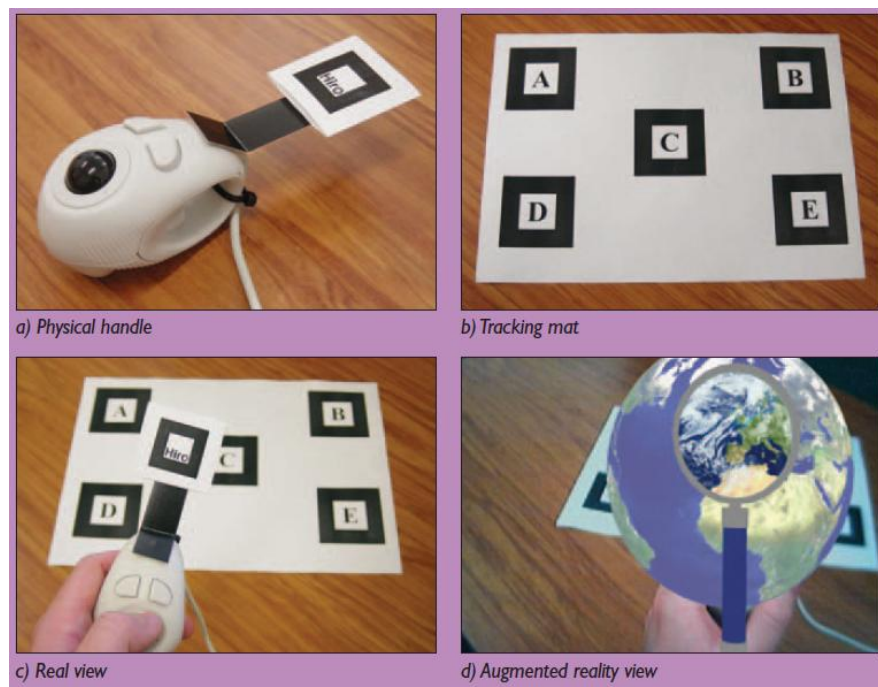 Hiro
A
B
C
D
E
a) Physical handle
b) Tracking mat
A
B
Hiro
C
D
E
c) Real view
d) Augmented reality view